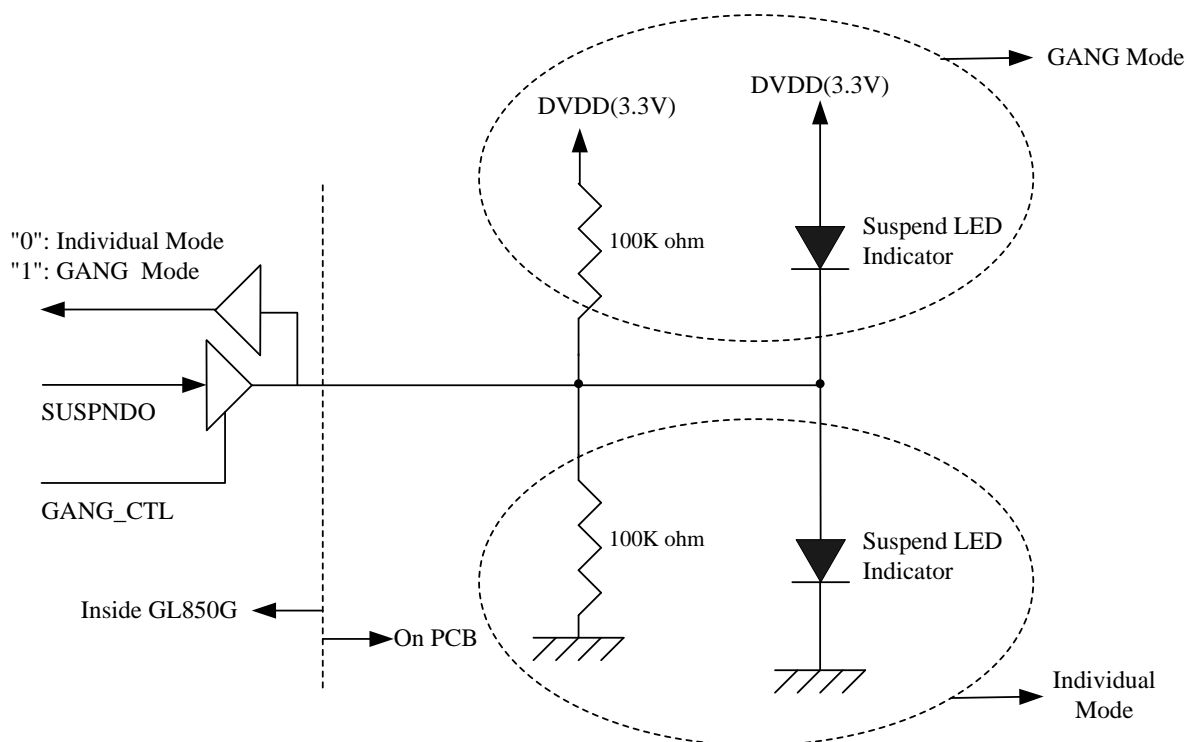 GANG Mode
DVDD(3.3V)
DVDD(3.3V)
"0": Individual Mode
"1": GANG Mode
100K ohm
Suspend LED
Indicator
SUSPNDO
GANG_CTL
100K ohm
Suspend LED
Indicator
Inside GL850G
On PCB
Individual
Mode